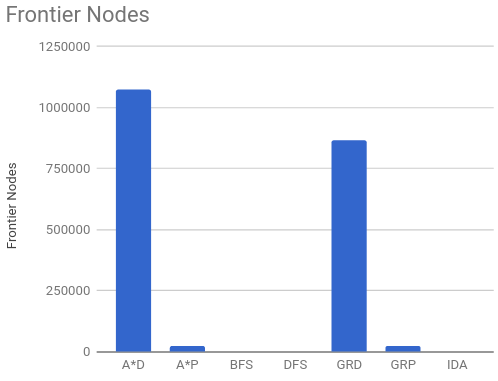 Frontier Nodes
1250000
1000000
750000
500000
250000
0
Frontier Nodes
A*D A*P BFS DFS GRD GRP IDA